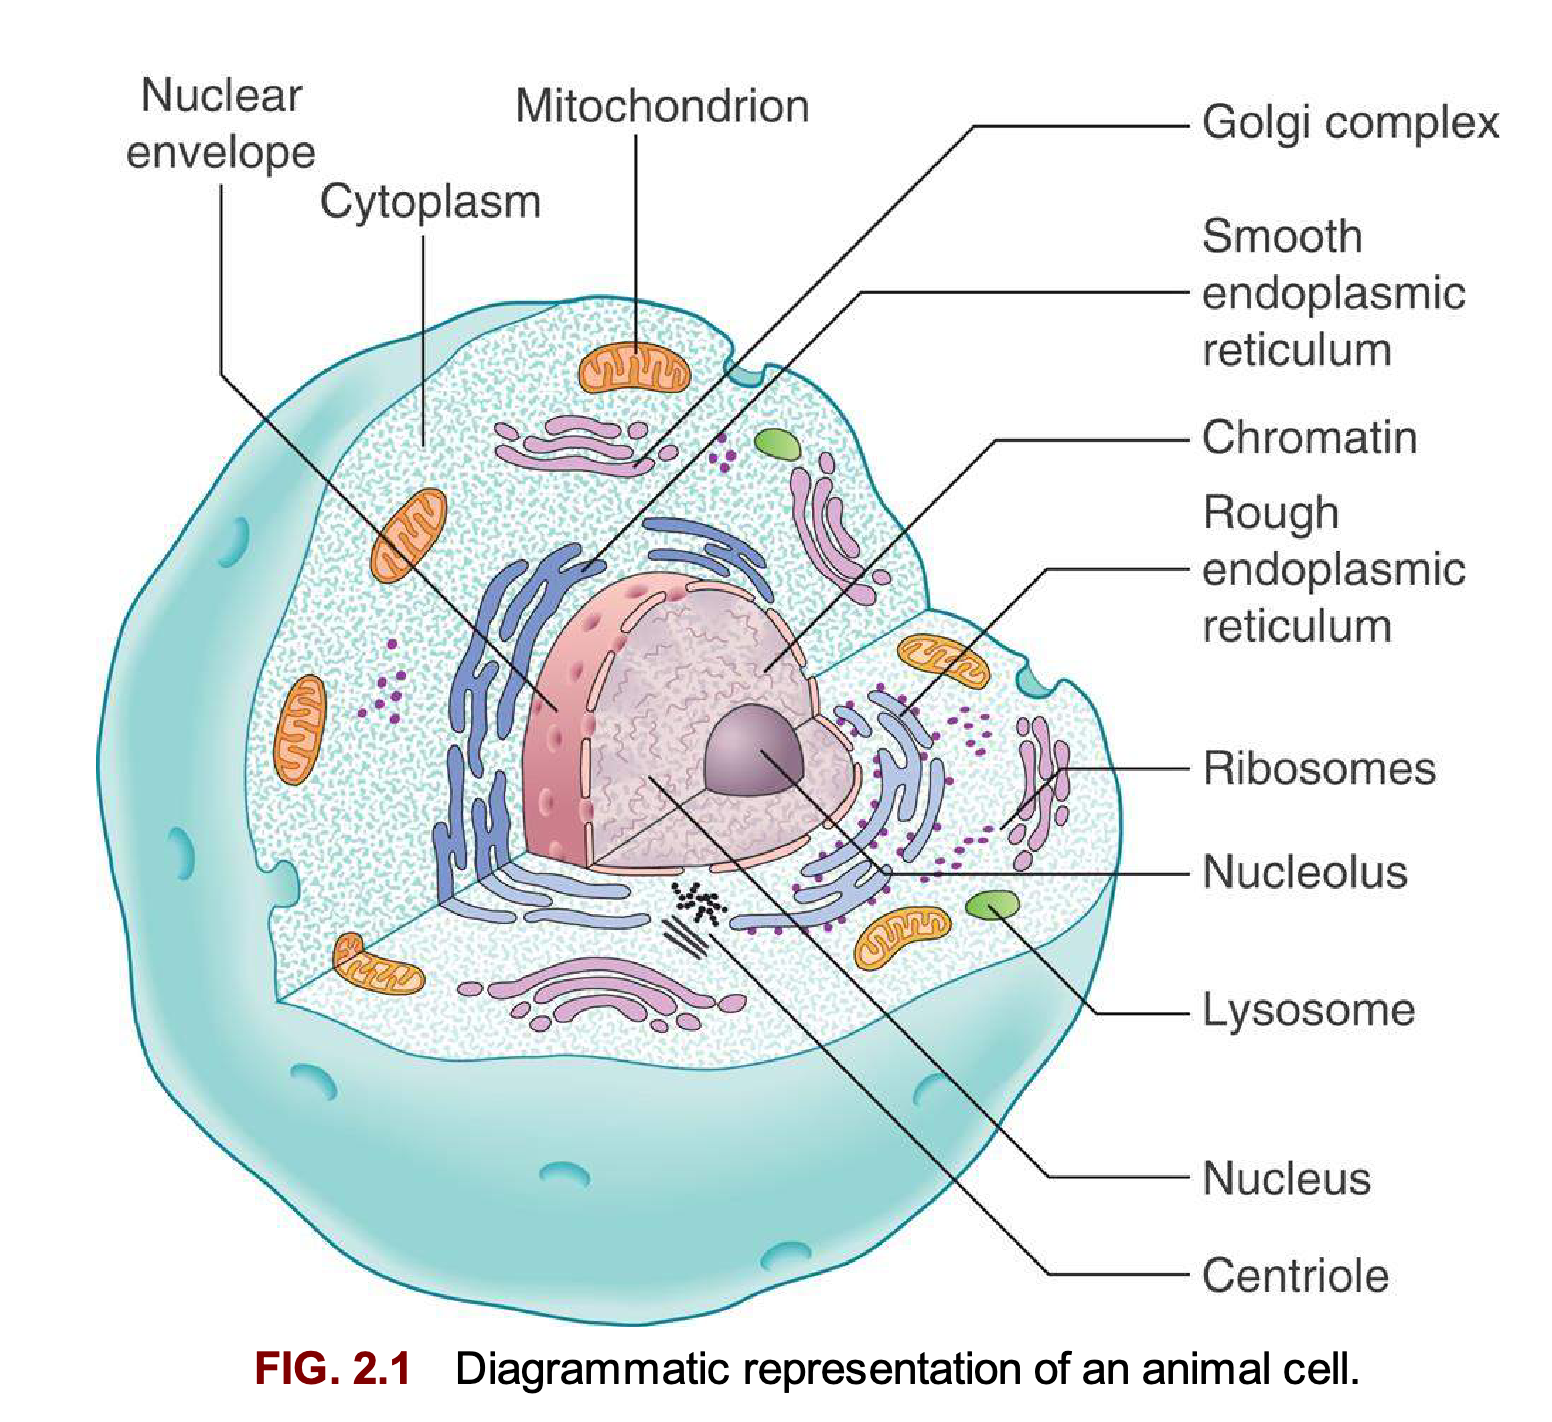 Nuclear
envelope
Mitochondrion
Cytoplasm
Golgi complex
Smooth
endoplasmic
reticulum
Chromatin
Rough
endoplasmic
reticulum
Ribosomes
Nucleolus
Lysosome
Nucleus
Centriole
FIG. 2.1 Diagrammatic representation of an animal cell.